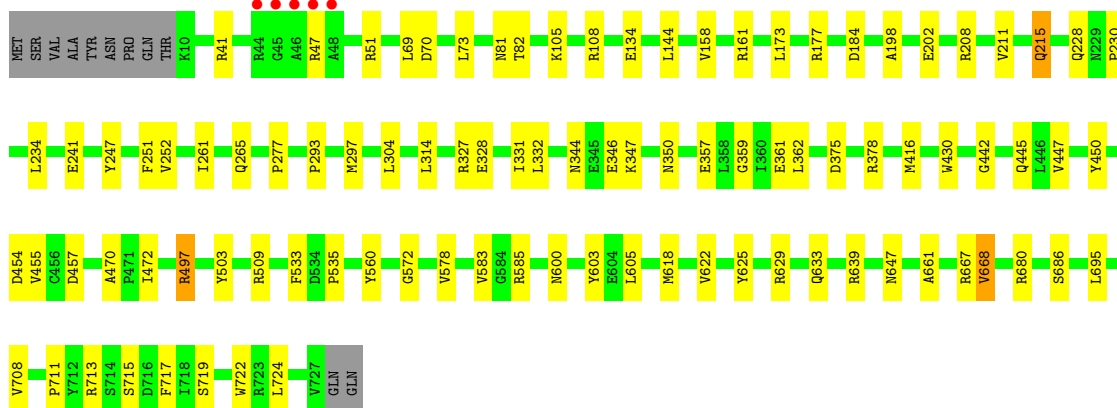 MET SER VAL ALA TYR ASN PRO GLN THR K10 R41 R44 G45 A46 R47 A48 R51 L69 D70 L73 N81 T82 K105 R108 E134 L144 V158 R161 L173 R177 D184 A198 E202 R208 V211 Q215 Q228 N229 P230
L234 E241 Y247 F251 V252 I261 Q265 P277 P293 M297 L304 L314 R327 E328 I331 L332 N344 E345 E346 K347 N350 E357 L358 G359 I360 E361 L362 D375 R378 M416 W430 G442 Q445 L446 V447 Y450
D454 V455 C456 D457 A470 P471 I472 R497 Y503 R509 F533 D534 P535 Y560 G572 V578 V583 G584 R585 N600 Y603 E604 L605 M618 V622 Y625 R629 Q633 R639 N647 A661 R667 V668 R680 S686 L695
V708 P711 Y712 R713 S714 S715 D716 F717 I718 S719 W722 R723 L724 V727 GLN GLN